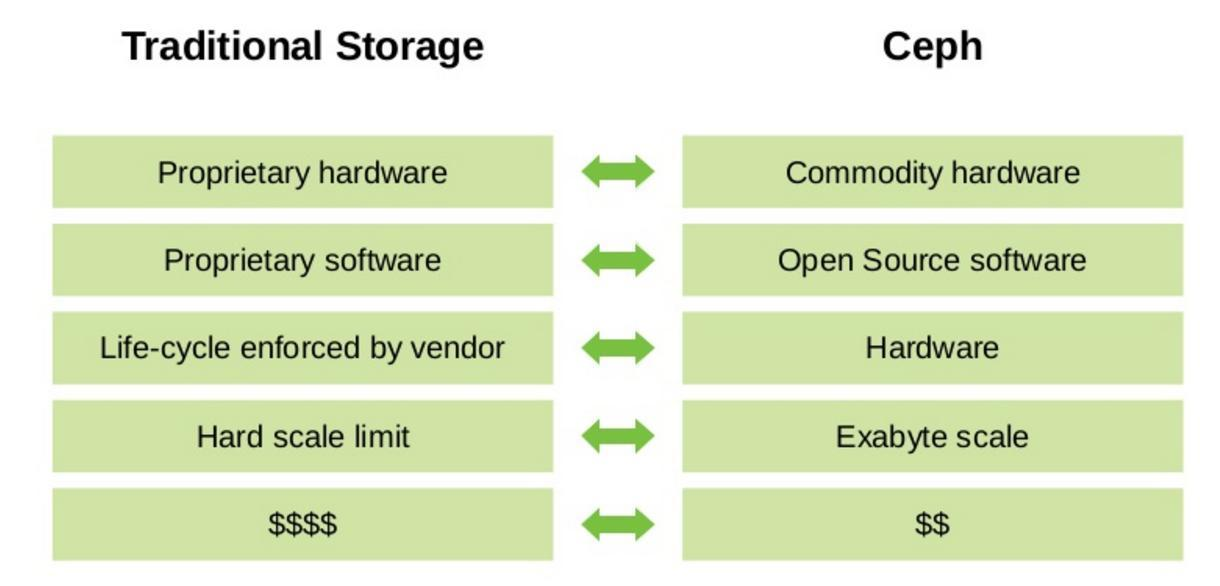 Traditional Storage
Ceph
Proprietary hardware
Commodity hardware
Proprietary software
Open Source software
Life-cycle enforced by vendor
Hardware
Hard scale limit
Exabyte scale
$$$$
$$